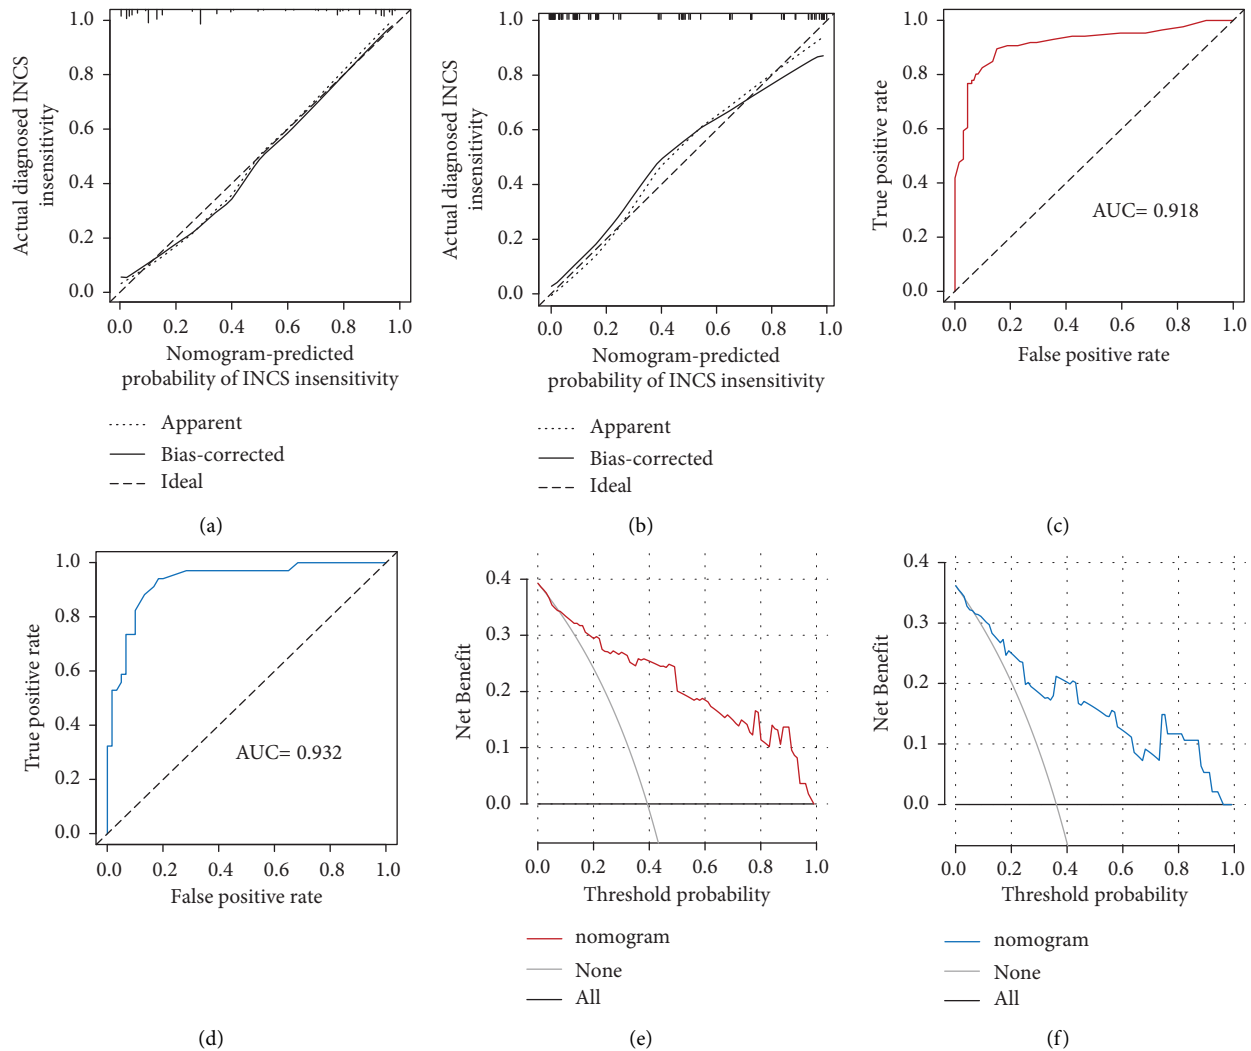 1.0
0.8
0.6
0.4
0.2
0.0
Actual diagnosed INCS
insensitivity
0.0 0.2 0.4 0.6 0.8 1.0
Nomogram-predicted
probability of INCS insensitivity
Apparent
Bias-corrected
Ideal
(a)
1.0
0.8
0.6
0.4
0.2
0.0
Actual diagnosed INCS
insensitivity
0.0 0.2 0.4 0.6 0.8 1.0
Nomogram-predicted
probability of INCS insensitivity
Apparent
Bias-corrected
Ideal
(b)
1.0
0.8
0.6
0.4
0.2
0.0
True positive rate
AUC= 0.918
0.0 0.2 0.4 0.6 0.8 1.0
False positive rate
(c)
1.0
0.8
0.6
0.4
0.2
0.0
True positive rate
AUC= 0.932
0.0 0.2 0.4 0.6 0.8 1.0
False positive rate
(d)
0.4
0.3
0.2
0.1
0.0
Net Benefit
0.0 0.2 0.4 0.6 0.8 1.0
Threshold probability
nomogram
None
All
(e)
0.4
0.3
0.2
0.1
0.0
Net Benefit
0.0 0.2 0.4 0.6 0.8 1.0
Threshold probability
nomogram
None
All
(f)